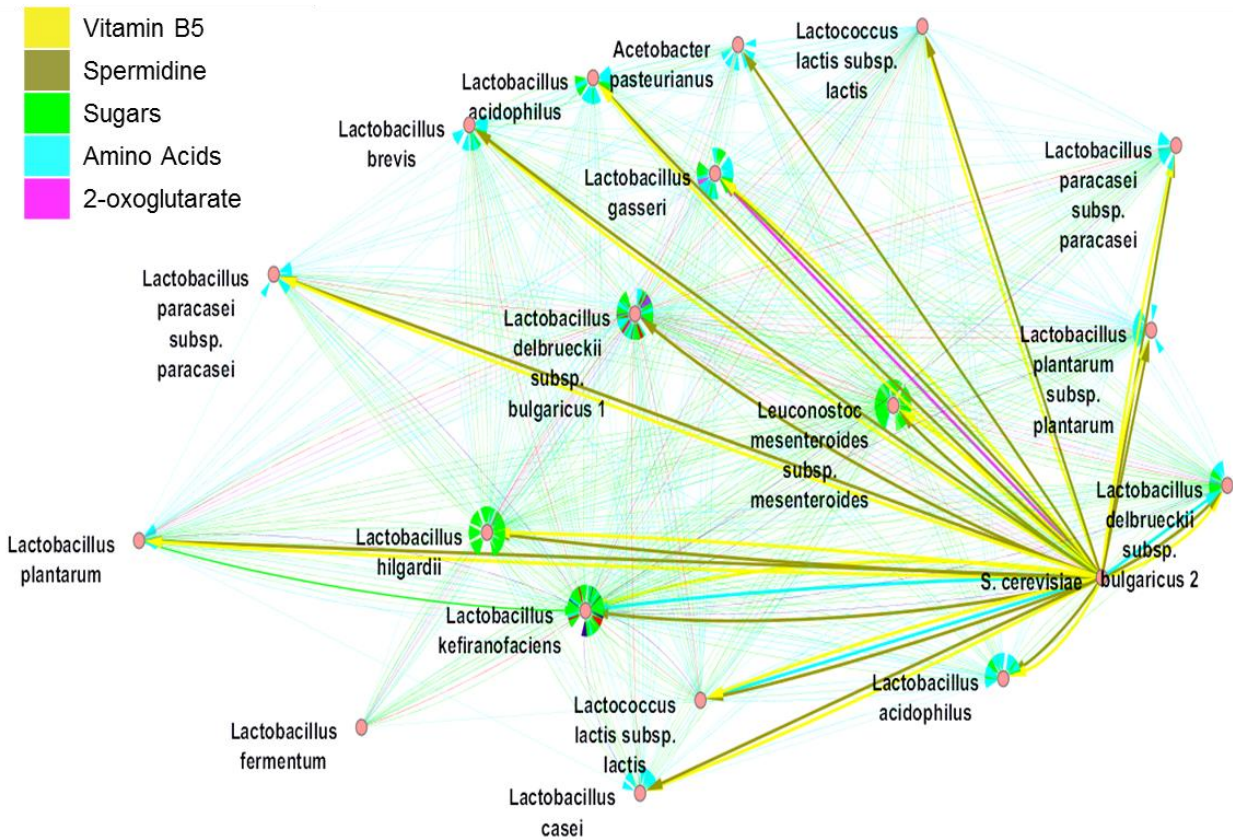 Vitamin B5
Spermidine
Sugars
Amino Acids
2-oxoglutarate
Lactobacillus
brevis
Lactobacillus
acidophilus
Acetobacter
pasteurianus
Lactococcus
lactis subsp.
lactis
Lactobacillus
gasseri
Lactobacillus
paracasei
subsp.
paracasei
Lactobacillus
paracasei
subsp.
paracasei
Lactobacillus
delbrueckii
subsp.
bulgaricus 1
Lactobacillus
plantarum
subsp.
plantarum
Leuconostoc
mesenteroides
subsp.
mesenteroides
Lactobacillus
delbrueckii
subsp.
bulgaricus 2
S. cerevisiae
Lactobacillus
plantarum
Lactobacillus
hilgardii
Lactobacillus
kefiranofaciens
Lactobacillus
acidophilus
Lactococcus
lactis subsp.
lactis
Lactobacillus
fermentum
Lactobacillus
casei